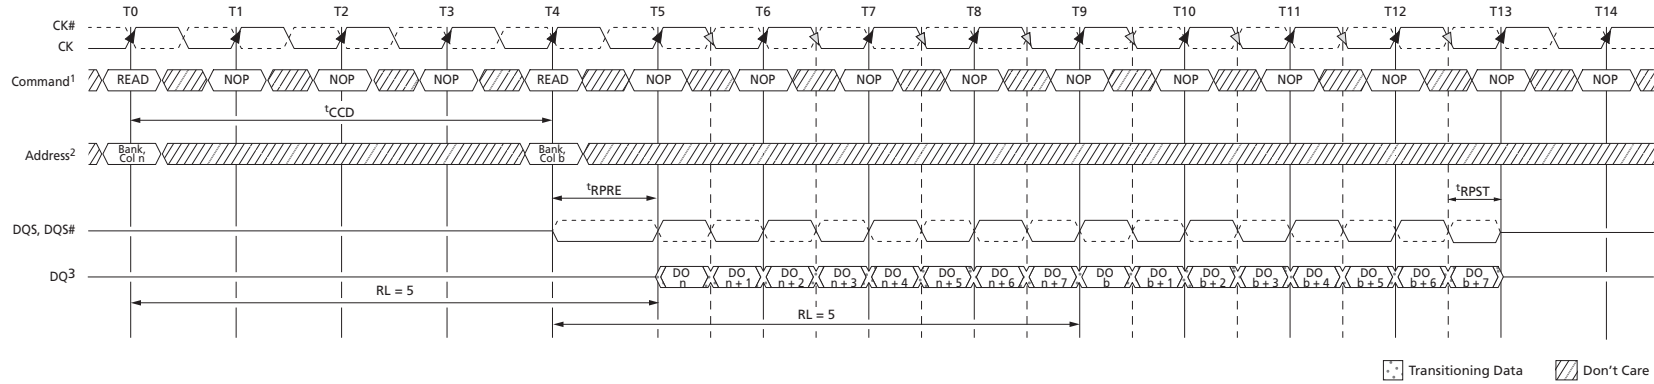 T0 T1 T2 T3 T4 T5 T6 T7 T8 T9 T10 T11 T12 T13 T14
CK#
CK
Command1 READ NOP NOP NOP READ NOP NOP NOP NOP NOP NOP NOP NOP NOP NOP
tCCD
Address2 Bank, Col n Bank, Col b
tRPRE tRPST
DQS, DQS#
DQ3 DO n DO n + 1 DO n + 2 DO n + 3 DO n + 4 DO n + 5 DO n + 6 DO n + 7 DO b DO b + 1 DO b + 2 DO b + 3 DO b + 4 DO b + 5 DO b + 6 DO b + 7
RL = 5
RL = 5
Transitioning Data Don't Care